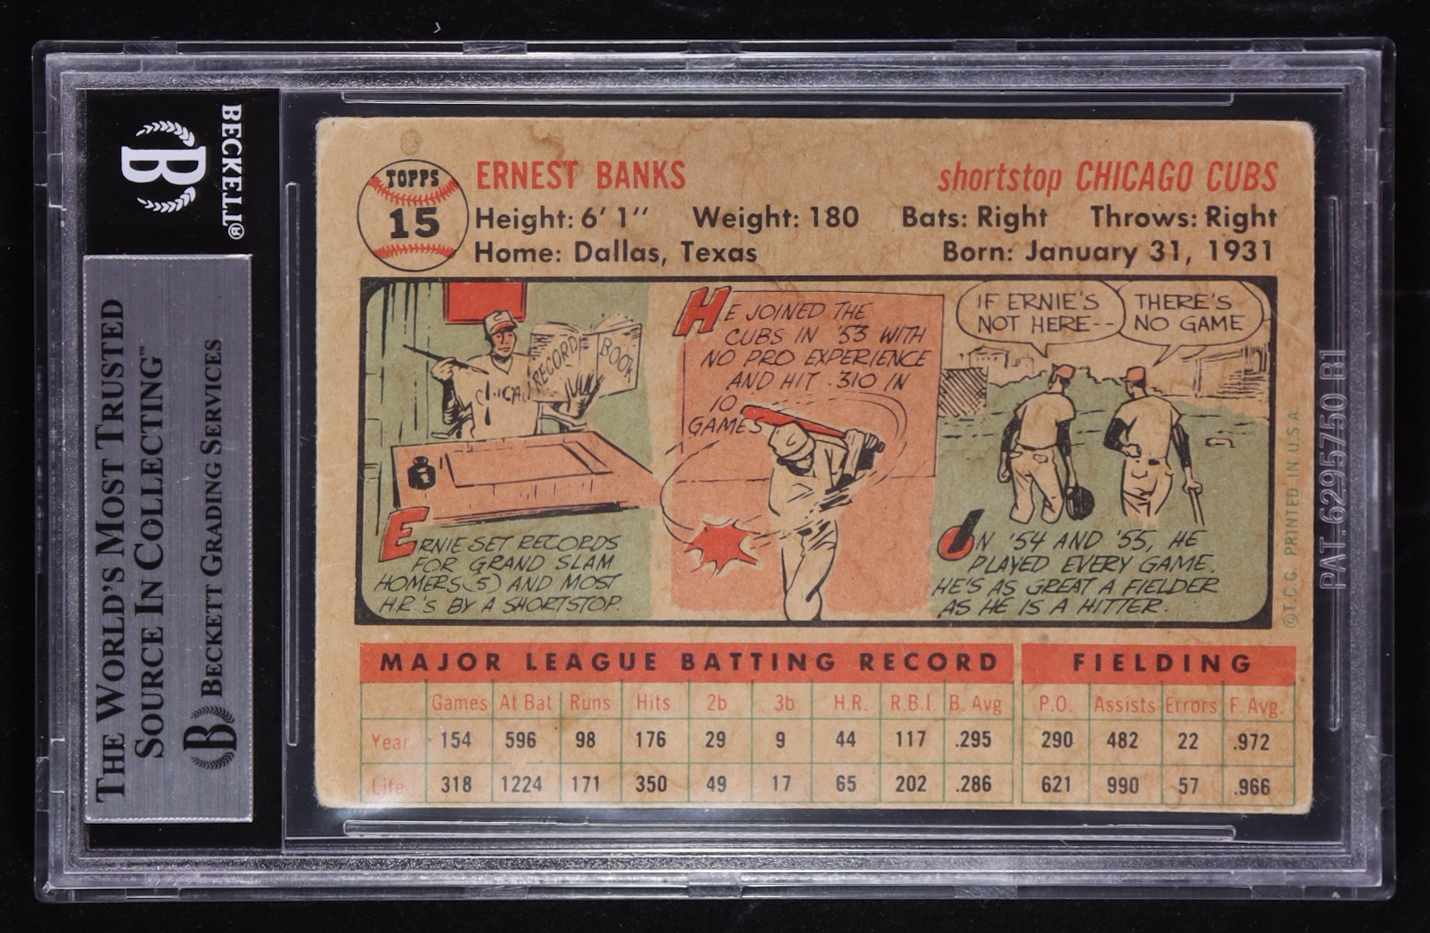 BECKETT®
B
THE WORLD'S MOST TRUSTED
SOURCE IN COLLECTING™
B BECKETT GRADING SERVICES
TOPPS
15
ERNEST BANKS
shortstop CHICAGO CUBS
Height: 6' 1" Weight: 180 Bats: Right Throws: Right
Home: Dallas, Texas Born: January 31, 1931
CHICA
RECORD BOOK
ERNIE SET RECORDS
FOR GRAND SLAM
HOMERS (5) AND MOST
H.R.'S BY A SHORTSTOP.
HE JOINED THE
CUBS IN '53 WITH
NO PRO EXPERIENCE
AND HIT .310 IN
10
GAMES
IF ERNIE'S
NOT HERE--
THERE'S
NO GAME
IN '54 AND '55, HE
PLAYED EVERY GAME.
HE'S AS GREAT A FIELDER
AS HE IS A HITTER.
MAJOR LEAGUE BATTING RECORD FIELDING
Games At Bat Runs Hits 2b 3b H.R. R.B.I. B. Avg P.O. Assists Errors F. Avg.
Year 154 596 98 176 29 9 44 117 .295 290 482 22 .972
Life 318 1224 171 350 49 17 65 202 .286 621 990 57 .966
©T.C.G. PRINTED IN U.S.A.
PAT.6295750 B1